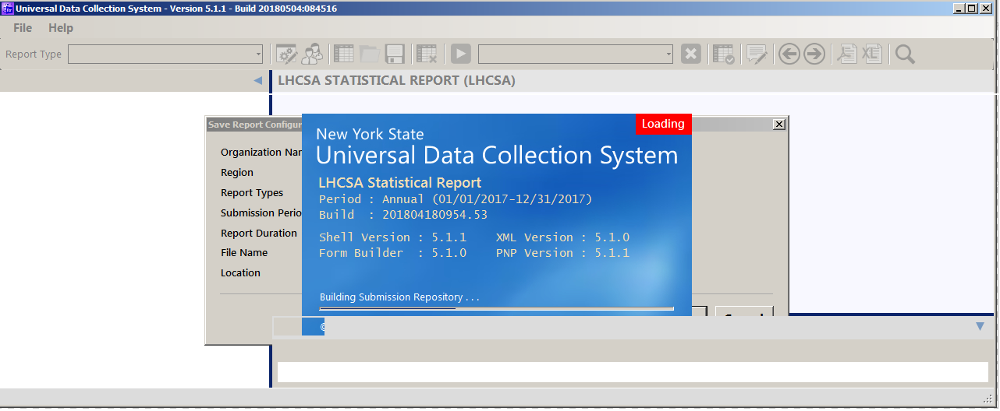 Universal Data Collection System - Version 5.1.1 - Build 20180504:084516
File Help
Report Type
LHCSA STATISTICAL REPORT (LHCSA)
Save Report Configur
Loading
New York State
Universal Data Collection System
LHCSA Statistical Report
Period : Annual (01/01/2017-12/31/2017)
Build : 201804180954.53
Shell Version : 5.1.1 XML Version : 5.1.0
Form Builder : 5.1.0 PNP Version : 5.1.1
Building Submission Repository . . .
©
Organization Nar
Region
Report Types
Submission Perio
Report Duration
File Name
Location